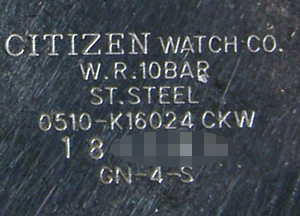 CITIZEN WATCH CO.
W.R.10BAR
ST.STEEL
0510-K16024 CKW
18
GN-4-S